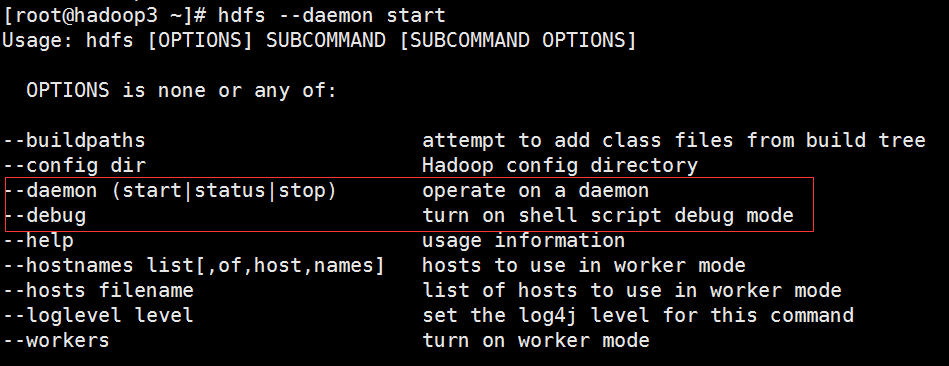 [root@hadoop3 ~]# hdfs --daemon start
Usage: hdfs [OPTIONS] SUBCOMMAND [SUBCOMMAND OPTIONS]
OPTIONS is none or any of:
--buildpaths attempt to add class files from build tree
--config dir Hadoop config directory
--daemon (start|status|stop) operate on a daemon
--debug turn on shell script debug mode
--help usage information
--hostnames list[,of,host,names] hosts to use in worker mode
--hosts filename list of hosts to use in worker mode
--loglevel level set the log4j level for this command
--workers turn on worker mode